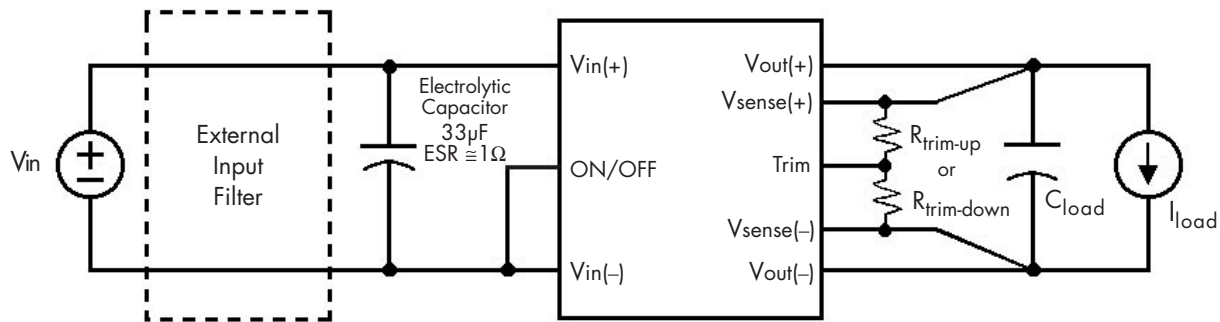 Vin
External
Input
Filter
Electrolytic
Capacitor
33µF
ESR ≅1Ω
Vin(+)
ON/OFF
Vin(–)
Vout(+)
Vsense(+)
Trim
Vsense(–)
Vout(–)
Rtrim-up
or
Rtrim-down
Cload
Iload